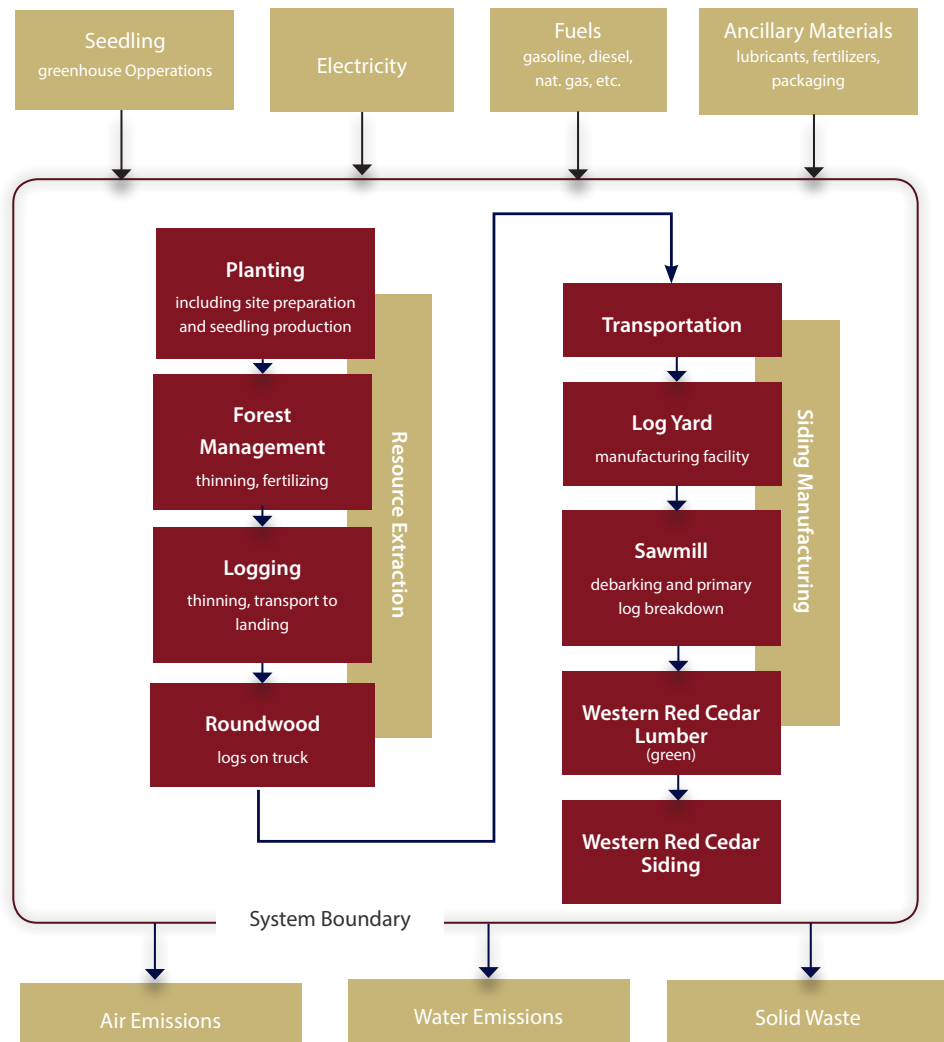 Seedling
greenhouse Opperations
Electricity
Fuels
gasoline, diesel,
nat. gas, etc.
Ancillary Materials
lubricants, fertilizers,
packaging
Planting
including site preparation
and seedling production
Forest
Management
thinning, fertilizing
Logging
thinning, transport to
landing
Roundwood
logs on truck
Resource Extraction
Transportation
Log Yard
manufacturing facility
Sawmill
debarking and primary
log breakdown
Western Red Cedar
Lumber
(green)
Western Red Cedar
Siding
Siding Manufacturing
System Boundary
Air Emissions
Water Emissions
Solid Waste